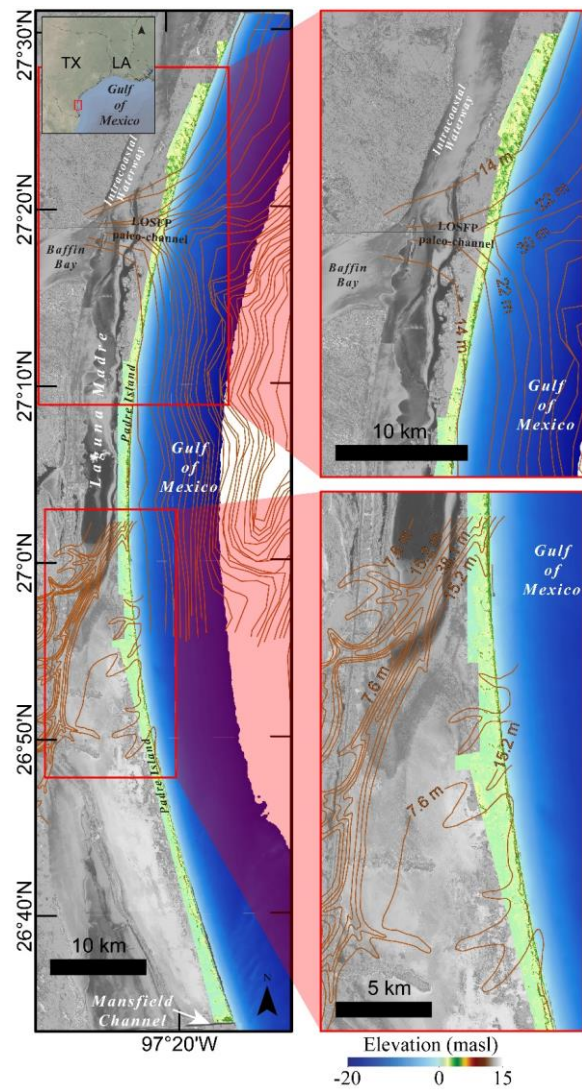 27°30'N
27°20'N
27°10'N
27°0'N
26°50'N
26°40'N
97°20'W
TX
LA
Gulf
of
Mexico
Intracoastal
Waterway
LOSFP
paleo-channel
Baffin
Bay
Laguna Madre
Padre Island
Gulf
of
Mexico
Padre Island
10 km
Mansfield
Channel
N
Intracoastal
Waterway
14 m
LOSFP
paleo-channel
Baffin
Bay
30 m
22 m
14 m
Gulf
of
Mexico
10 km
7.6 m
15.2 m
Gulf
of
Mexico
7.6 m
15.2 m
7.6 m
5 km
Elevation (masl)
-20
0
15